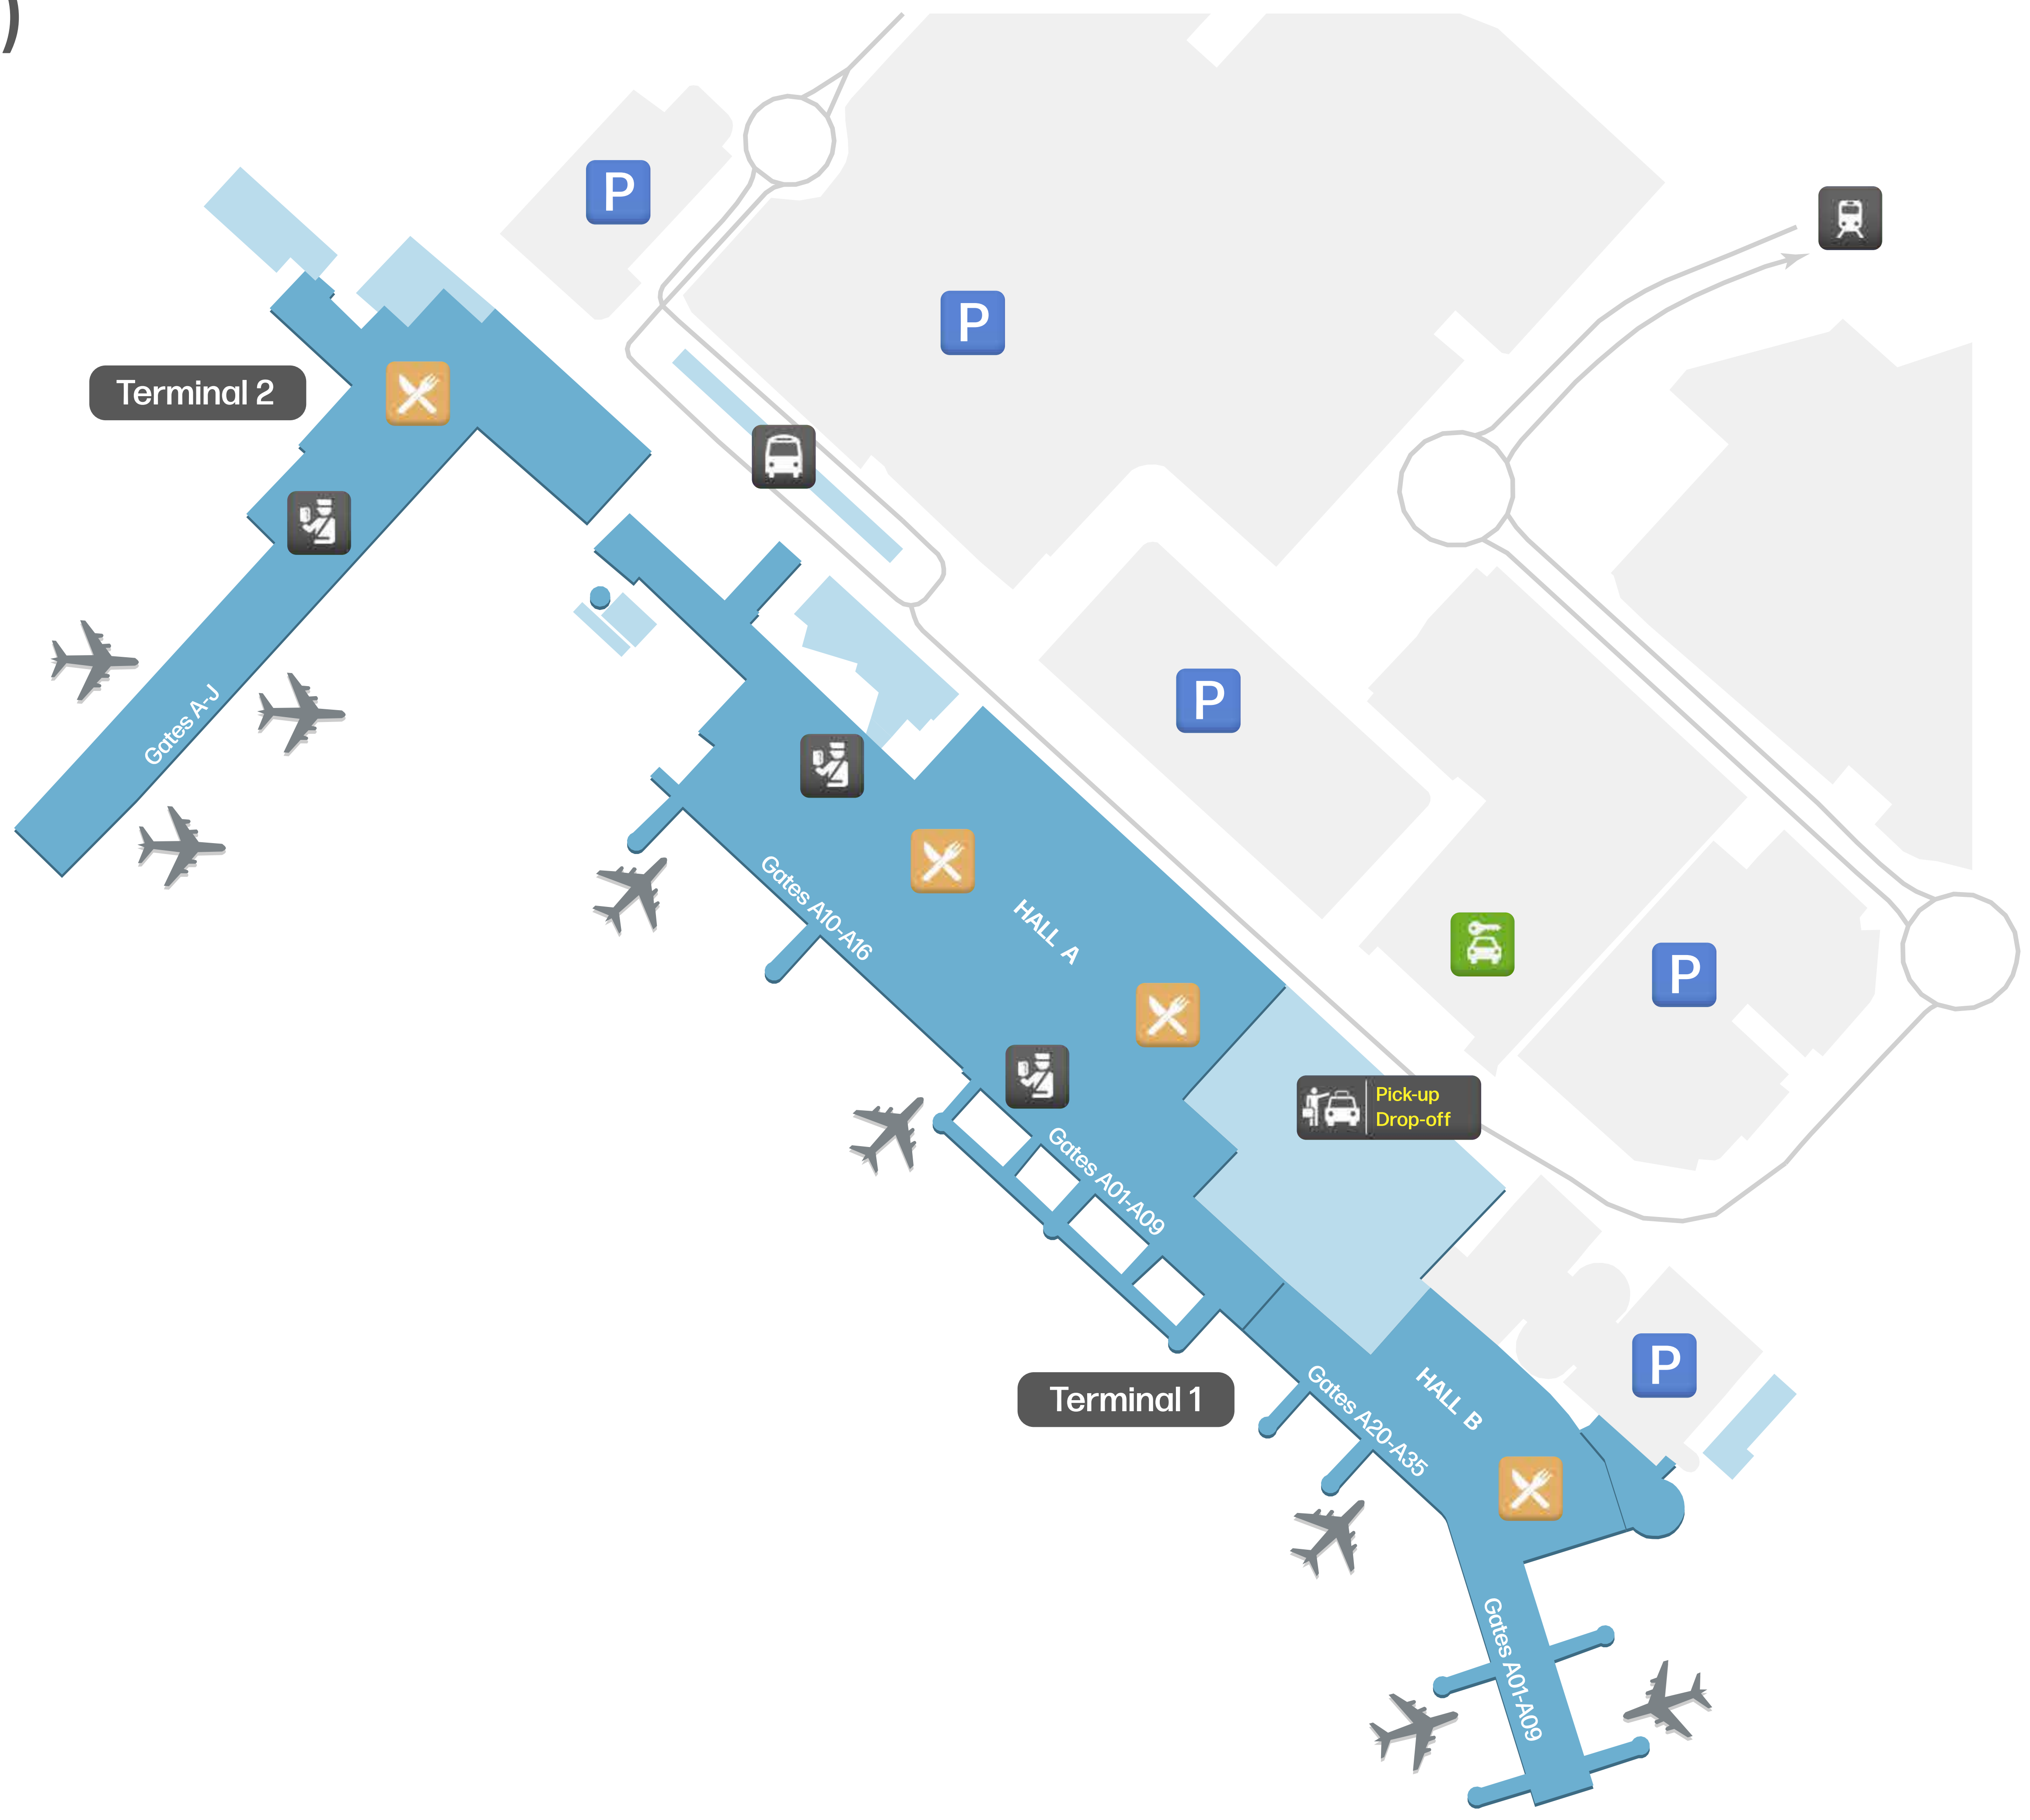 )
P
P
Terminal 2
Gates A-J
P
HALL A
Gates A10-A16
P
Pick-up
Drop-off
Gates A01-A09
P
Terminal 1
HALL B
Gates A20-A35
Gates A01-A09